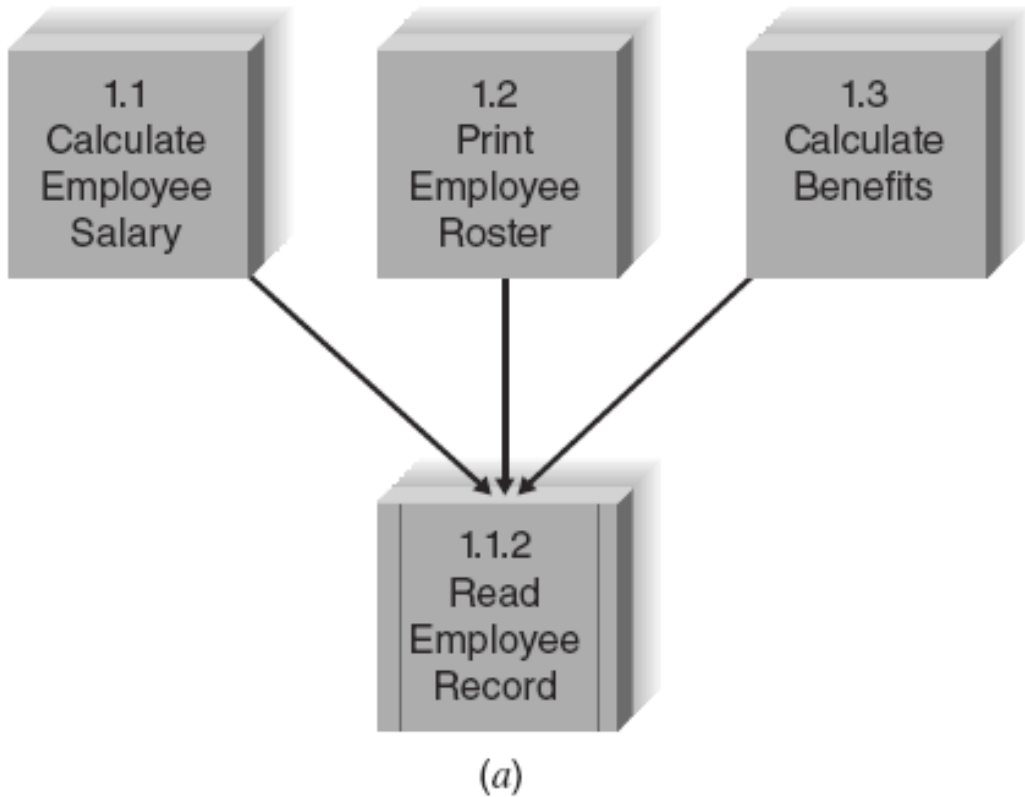 1.1
Calculate
Employee
Salary
1.2
Print
Employee
Roster
1.3
Calculate
Benefits
1.1.2
Read
Employee
Record
(a)